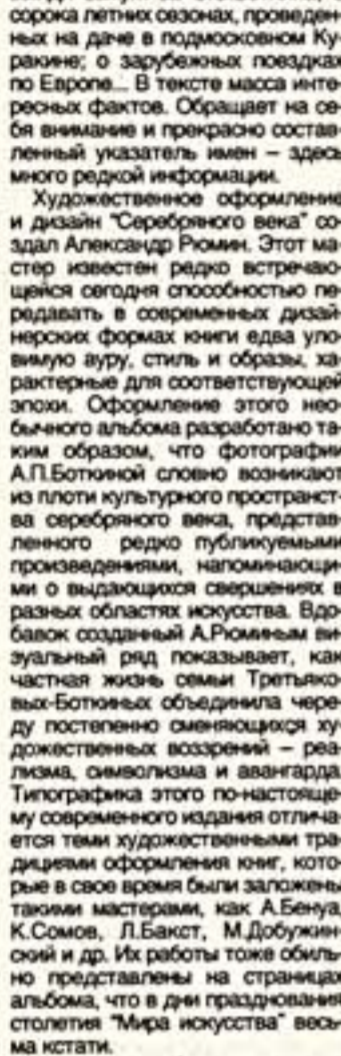 сорока летних сезонах, проведен-
ных на даче в подмосковном Ку-
ракине; о зарубежных поездках
по Европе... В тексте масса инте-
ресных фактов. Обращает на се-
бя внимание и прекрасно состав-
ленный указатель имен – здесь
много редкой информации.
Художественное оформление
и дизайн "Серебряного века" со-
здал Александр Рюмин. Этот ма-
стер известен редко встречаю-
щейся сегодня способностью пе-
редавать в современных дизай-
нерских формах книги едва уло-
вимую ауру, стиль и образы, ха-
рактерные для соответствующей
эпохи. Оформление этого нео-
бычного альбома разработано та-
ким образом, что фотографии
А.П.Боткиной словно возникают
из плоти культурного пространст-
ва серебряного века, представ-
ленного редко публикуемыми
произведениями, напоминающи-
ми о выдающихся свершениях в
разных областях искусства. Вдо-
бавок созданный А.Рюминым ви-
зуальный ряд показывает, как
частная жизнь семьи Третьяко-
вых-Боткиных объединила чере-
ду постепенно сменяющихся ху-
дожественных воззрений – реа-
лизма, символизма и авангарда.
Типографика этого по-настояще-
му современного издания отлича-
ется теми художественными тра-
дициями оформления книг, кото-
рые в свое время были заложены
такими мастерами, как А.Бенуа,
К.Сомов, Л.Бакст, М.Добужин-
ский и др. Их работы тоже обиль-
но представлены на страницах
альбома, что в дни празднования
столетия "Мира искусства" весь-
ма кстати.